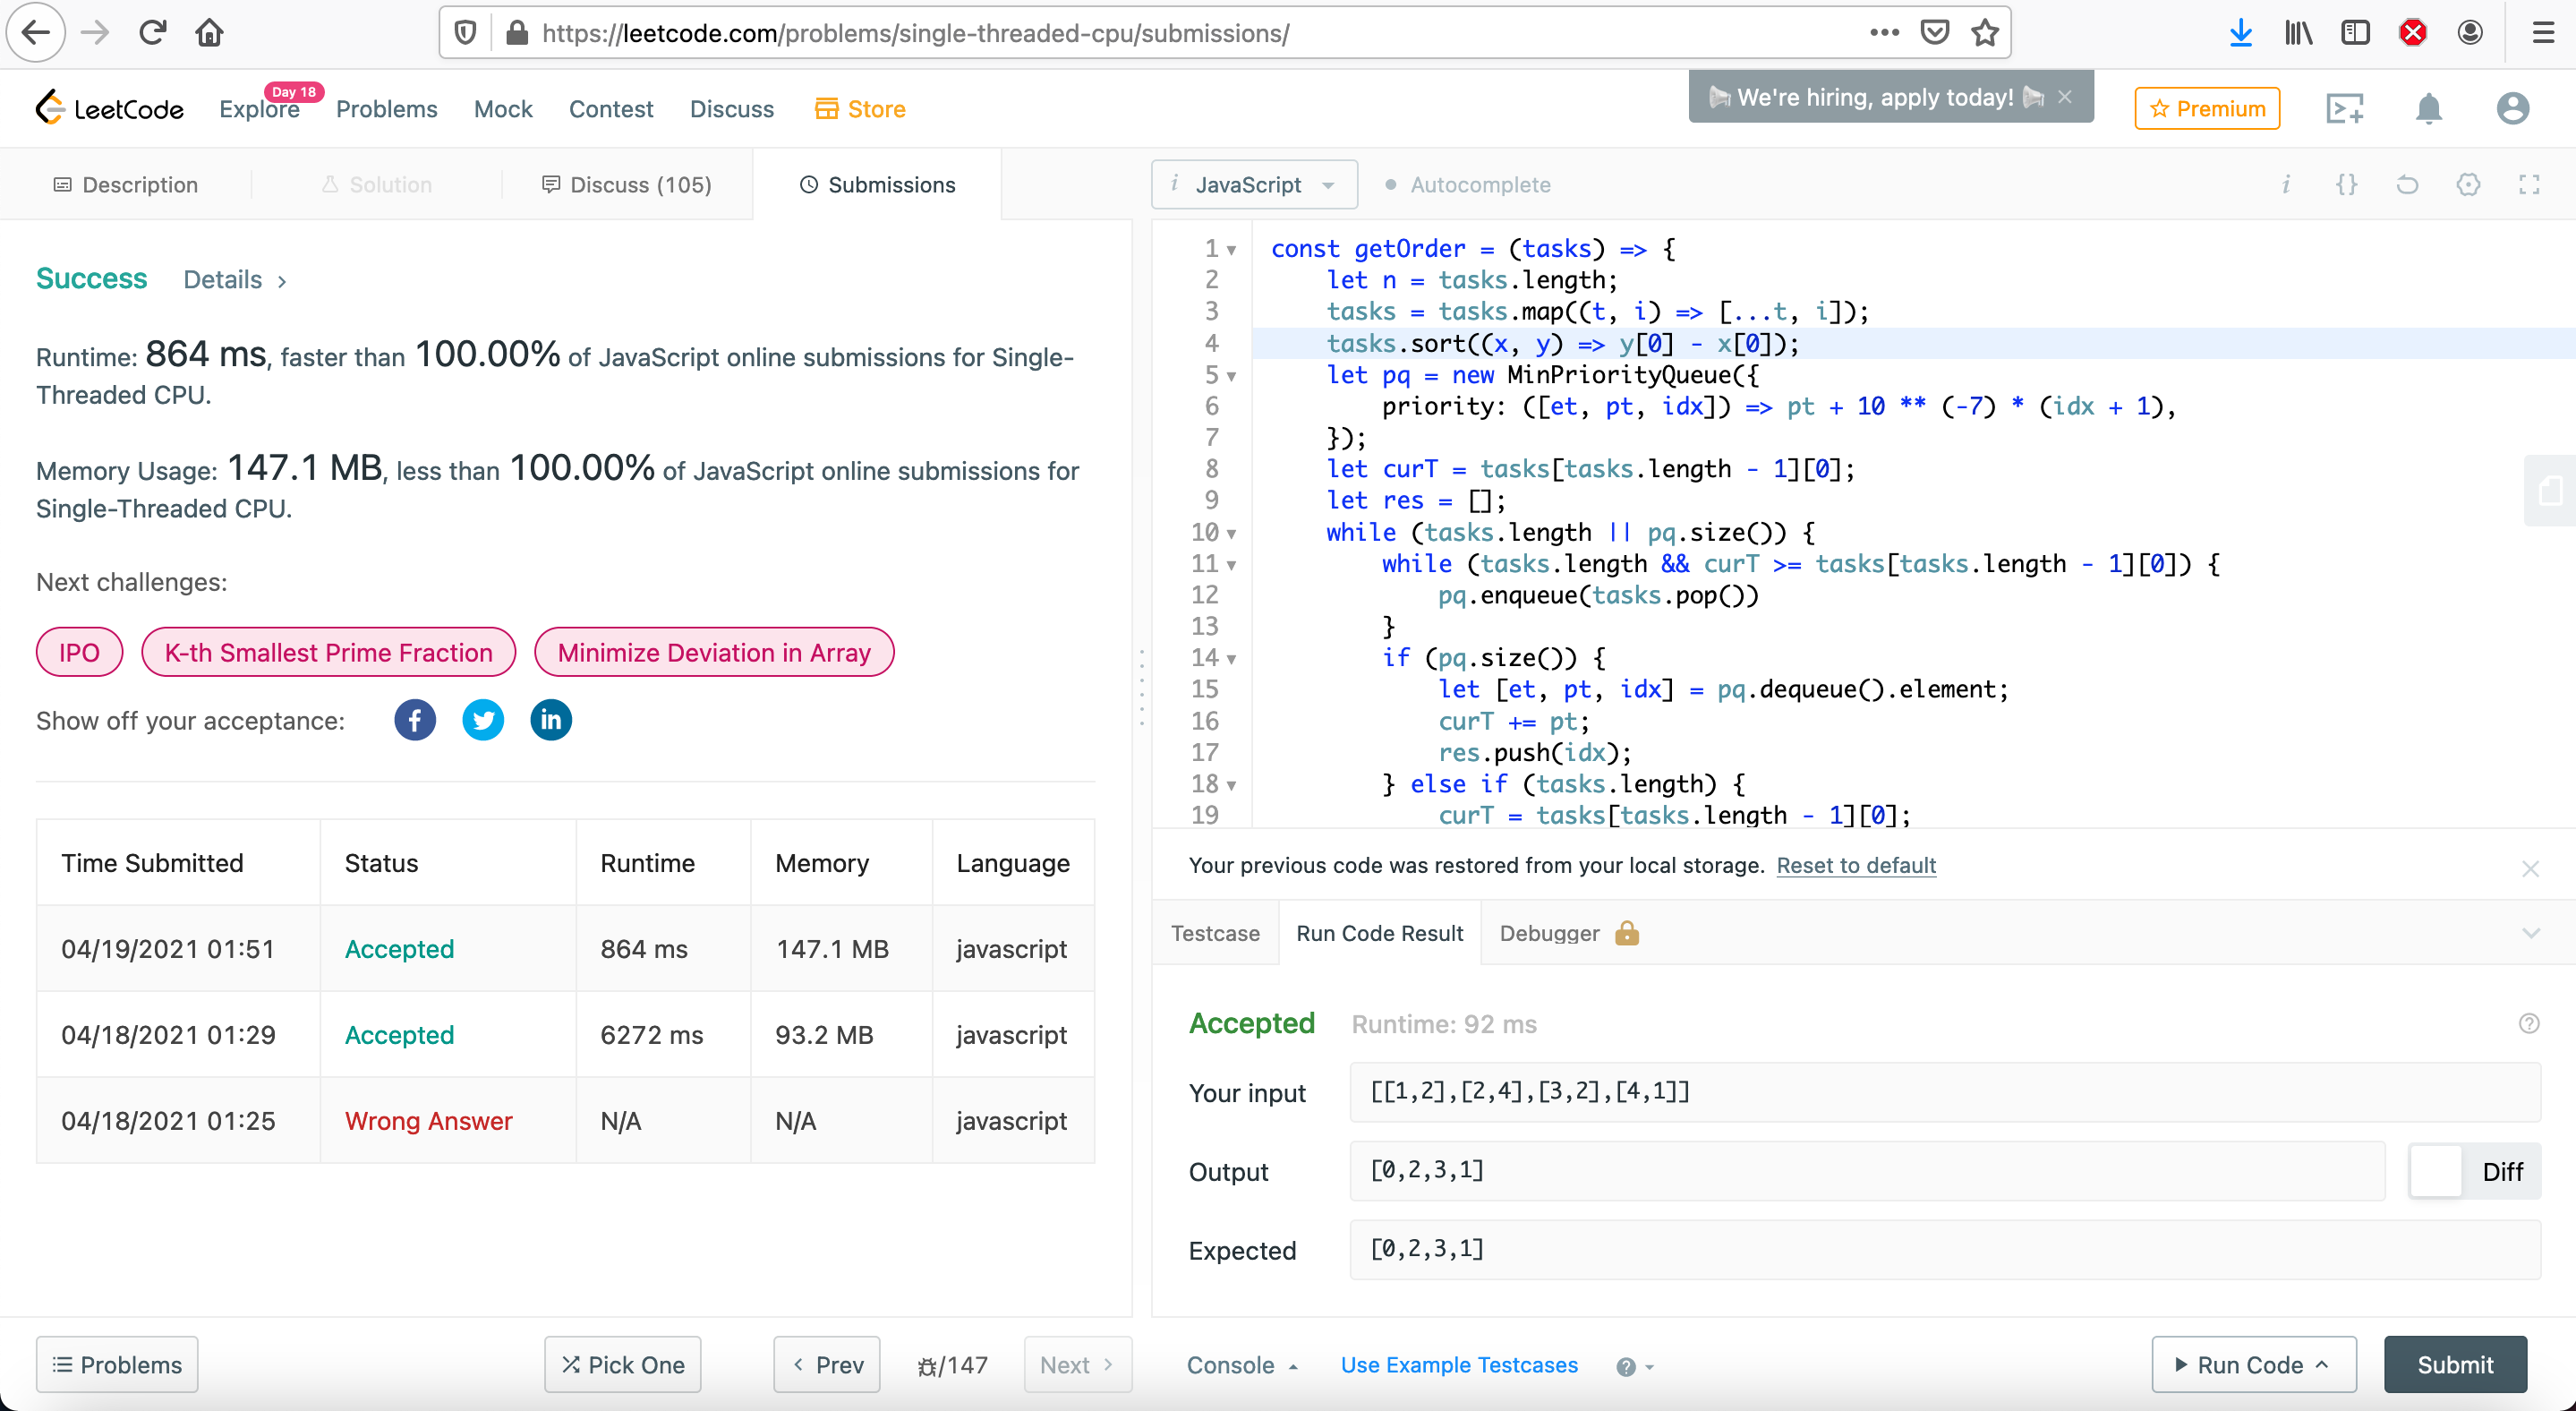 https://leetcode.com/problems/single-threaded-cpu/submissions/
LeetCode
Explore
Day 18
Problems
Mock
Contest
Discuss
Store
We're hiring, apply today!
Premium
Description
Solution
Discuss (105)
Submissions
Success
Details
Runtime: 864 ms, faster than 100.00% of JavaScript online submissions for Single-
Threaded CPU.
Memory Usage: 147.1 MB, less than 100.00% of JavaScript online submissions for
Single-Threaded CPU.
Next challenges:
IPO
K-th Smallest Prime Fraction
Minimize Deviation in Array
Show off your acceptance:
Time Submitted Status Runtime Memory Language
04/19/2021 01:51 Accepted 864 ms 147.1 MB javascript
04/18/2021 01:29 Accepted 6272 ms 93.2 MB javascript
04/18/2021 01:25 Wrong Answer N/A N/A javascript
Problems
Pick One
Prev
/147
Next
i JavaScript
Autocomplete
1 const getOrder = (tasks) => {
2 let n = tasks.length;
3 tasks = tasks.map((t, i) => [...t, i]);
4 tasks.sort((x, y) => y[0] - x[0]);
5 let pq = new MinPriorityQueue({
6 priority: ([et, pt, idx]) => pt + 10 ** (-7) * (idx + 1),
7 });
8 let curT = tasks[tasks.length - 1][0];
9 let res = [];
10 while (tasks.length || pq.size()) {
11 while (tasks.length && curT >= tasks[tasks.length - 1][0]) {
12 pq.enqueue(tasks.pop())
13 }
14 if (pq.size()) {
15 let [et, pt, idx] = pq.dequeue().element;
16 curT += pt;
17 res.push(idx);
18 } else if (tasks.length) {
19 curT = tasks[tasks.length - 1][0];
Your previous code was restored from your local storage. Reset to default
Testcase
Run Code Result
Debugger
Accepted Runtime: 92 ms
Your input [[1,2],[2,4],[3,2],[4,1]]
Output [0,2,3,1]
Diff
Expected [0,2,3,1]
Console
Use Example Testcases
Run Code
Submit